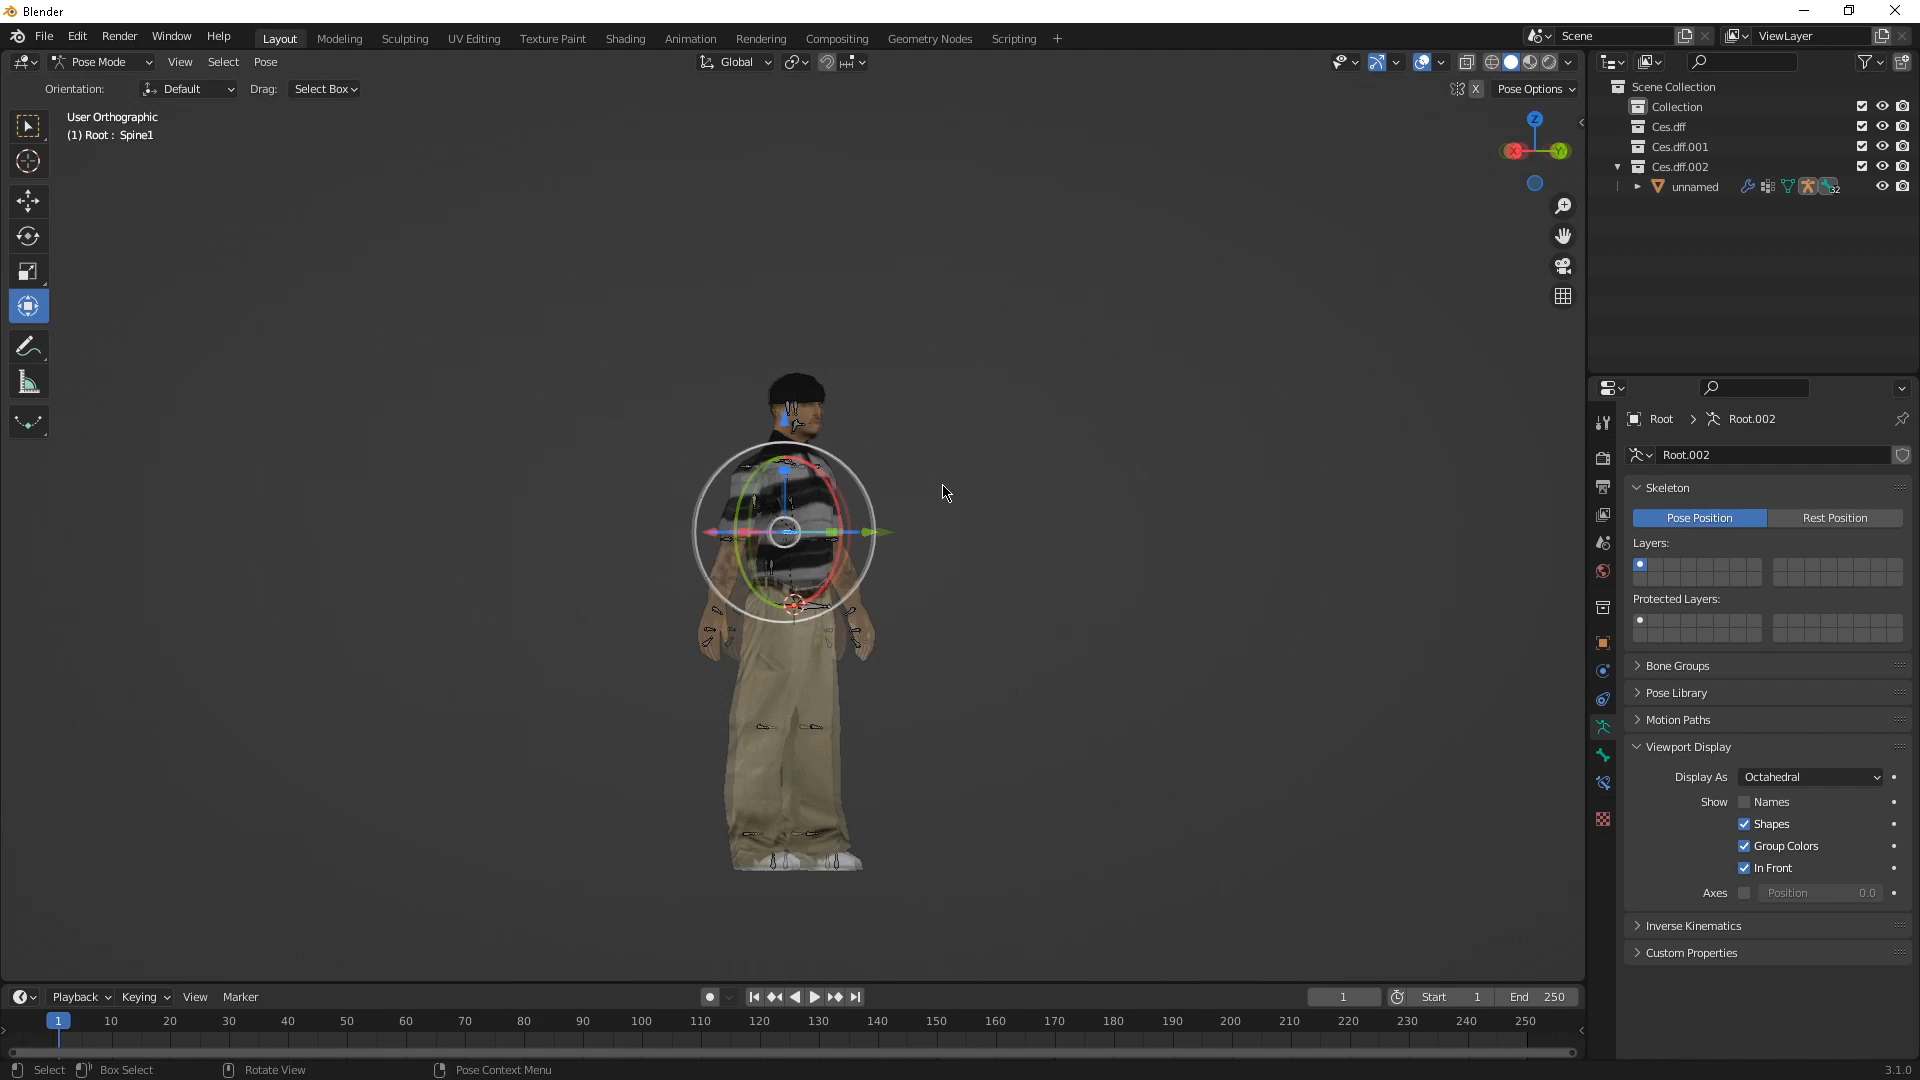 Blender
File Edit Render Window Help Layout Modeling Sculpting UV Editing Texture Paint Shading Animation Rendering Compositing Geometry Nodes Scripting + Scene ViewLayer
Pose Mode View Select Pose Global
Orientation: Default Drag: Select Box X Pose Options
User Orthographic
(1) Root : Spine1
Z
X Y
Scene Collection
Collection
Ces.dff
Ces.dff.001
Ces.dff.002
unnamed 32
Root Root.002
Root.002
Skeleton
Pose Position Rest Position
Layers:
Protected Layers:
Bone Groups
Pose Library
Motion Paths
Viewport Display
Display As Octahedral
Show Names
Shapes
Group Colors
In Front
Axes Position 0.0
Inverse Kinematics
Custom Properties
Playback Keying View Marker 1 Start 1 End 250
1 10 20 30 40 50 60 70 80 90 100 110 120 130 140 150 160 170 180 190 200 210 220 230 240 250
Select Box Select Rotate View Pose Context Menu 3.1.0